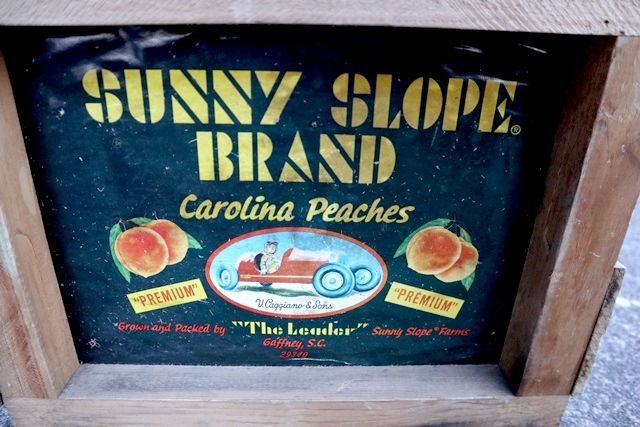 SUNNY SLOPE®
BRAND
Carolina Peaches
V. Caggiano & Sons
"PREMIUM" "PREMIUM"
Grown and Packed by "The Leader" Sunny Slope® Farms
Gaffney, S.C.
29340